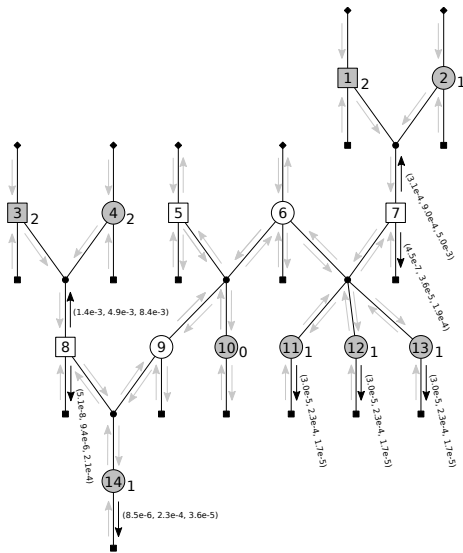 1 2 2 1
3 2 4 2 5 6 7
(3.1e-4, 9.0e-4, 5.0e-3)
(4.5e-7, 3.6e-5, 1.9e-4)
(1.4e-3, 4.9e-3, 8.4e-3)
8 9 10 0 11 1 12 1 13 1
(5.1e-8, 9.4e-6, 2.1e-4)
(3.0e-5, 2.3e-4, 1.7e-5)
(3.0e-5, 2.3e-4, 1.7e-5)
(3.0e-5, 2.3e-4, 1.7e-5)
14 1
(8.5e-6, 2.3e-4, 3.6e-5)